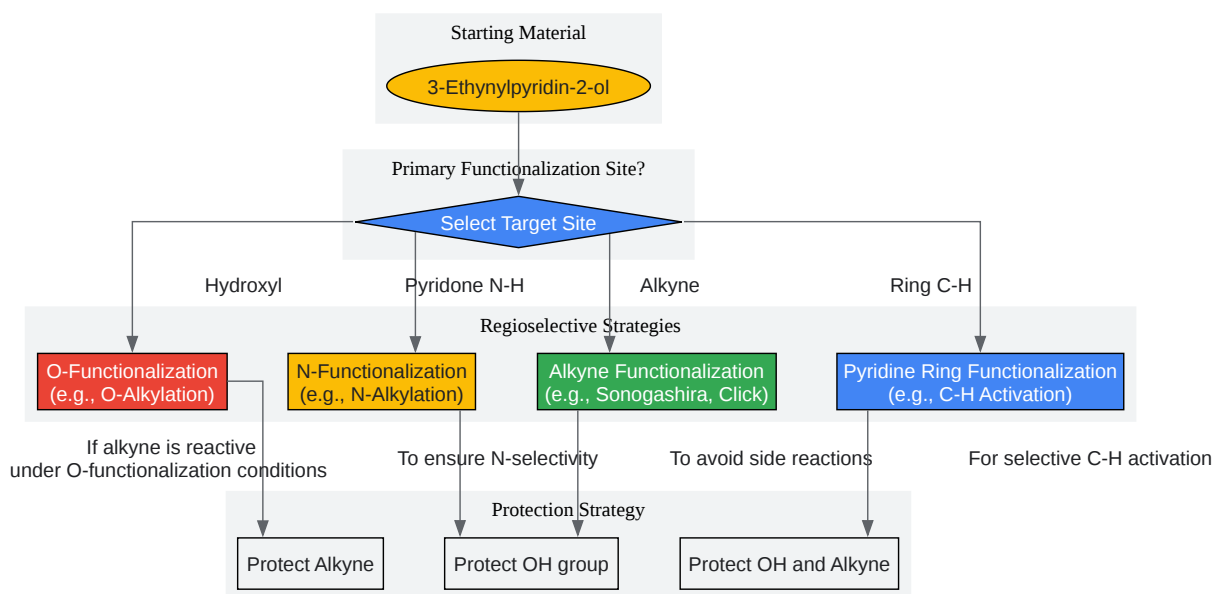 Starting Material
3-Ethynylpyridin-2-ol
Primary Functionalization Site?
Select Target Site
Hydroxyl
Pyridone N-H
Alkyne
Ring C-H
Regioselective Strategies
O-Functionalization
(e.g., O-Alkylation)
N-Functionalization
(e.g., N-Alkylation)
Alkyne Functionalization
(e.g., Sonogashira, Click)
Pyridine Ring Functionalization
(e.g., C-H Activation)
If alkyne is reactive
under O-functionalization conditions
To ensure N-selectivity
To avoid side reactions
For selective C-H activation
Protection Strategy
Protect Alkyne
Protect OH group
Protect OH and Alkyne